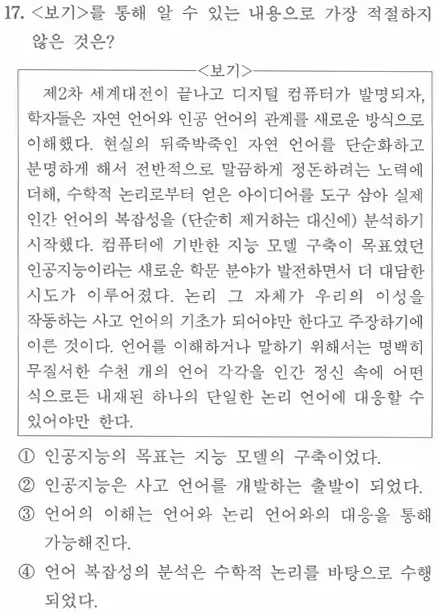 17. <보기>를 통해 알 수 있는 내용으로 가장 적절하지
않은 것은?
<보기>
제2차 세계대전이 끝나고 디지털 컴퓨터가 발명되자,
학자들은 자연 언어와 인공 언어의 관계를 새로운 방식으로
이해했다. 현실의 뒤죽박죽인 자연 언어를 단순화하고
분명하게 해서 전반적으로 말끔하게 정돈하려는 노력에
더해, 수학적 논리로부터 얻은 아이디어를 도구 삼아 실제
인간 언어의 복잡성을 (단순히 제거하는 대신에) 분석하기
시작했다. 컴퓨터에 기반한 지능 모델 구축이 목표였던
인공지능이라는 새로운 학문 분야가 발전하면서 더 대담한
시도가 이루어졌다. 논리 그 자체가 우리의 이성을
작동하는 사고 언어의 기초가 되어야만 한다고 주장하기에
이른 것이다. 언어를 이해하거나 말하기 위해서는 명백히
무질서한 수천 개의 언어 각각을 인간 정신 속에 어떤
식으로든 내재된 하나의 단일한 논리 언어에 대응할 수
있어야만 한다.
① 인공지능의 목표는 지능 모델의 구축이었다.
② 인공지능은 사고 언어를 개발하는 출발이 되었다.
③ 언어의 이해는 언어와 논리 언어와의 대응을 통해
가능해진다.
④ 언어 복잡성의 분석은 수학적 논리를 바탕으로 수행
되었다.